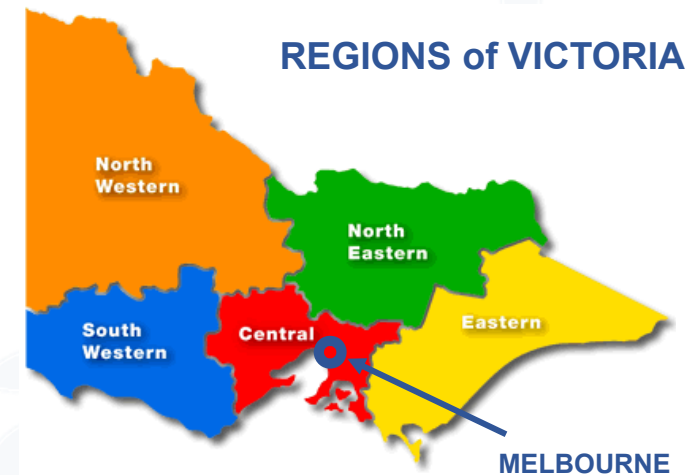 REGIONS of VICTORIA
North
Western
North
Eastern
South
Western
Central
Eastern
MELBOURNE